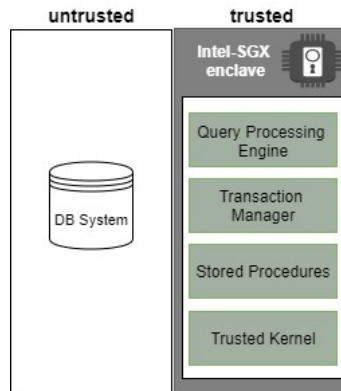 untrusted
trusted
Intel-SGX
enclave
Query Processing
Engine
Transaction
Manager
DB System
Stored Procedures
Trusted Kernel